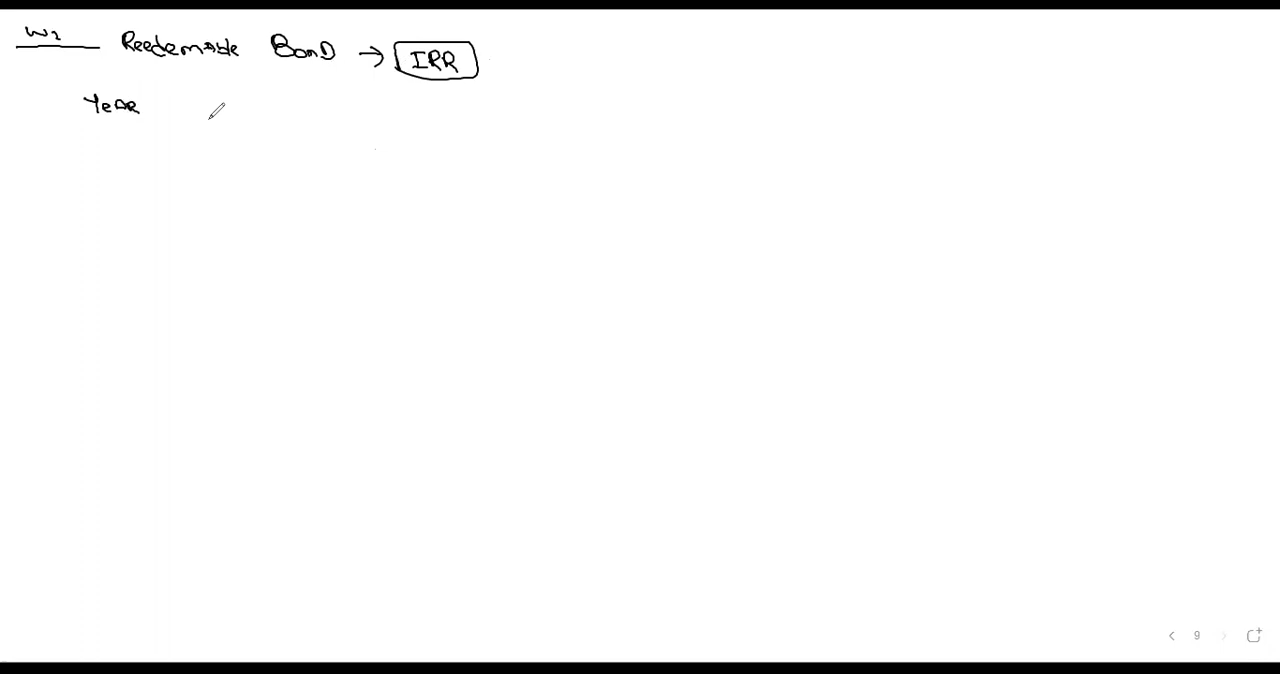 W2 Reedemable BonD → IRR
YeAR
9